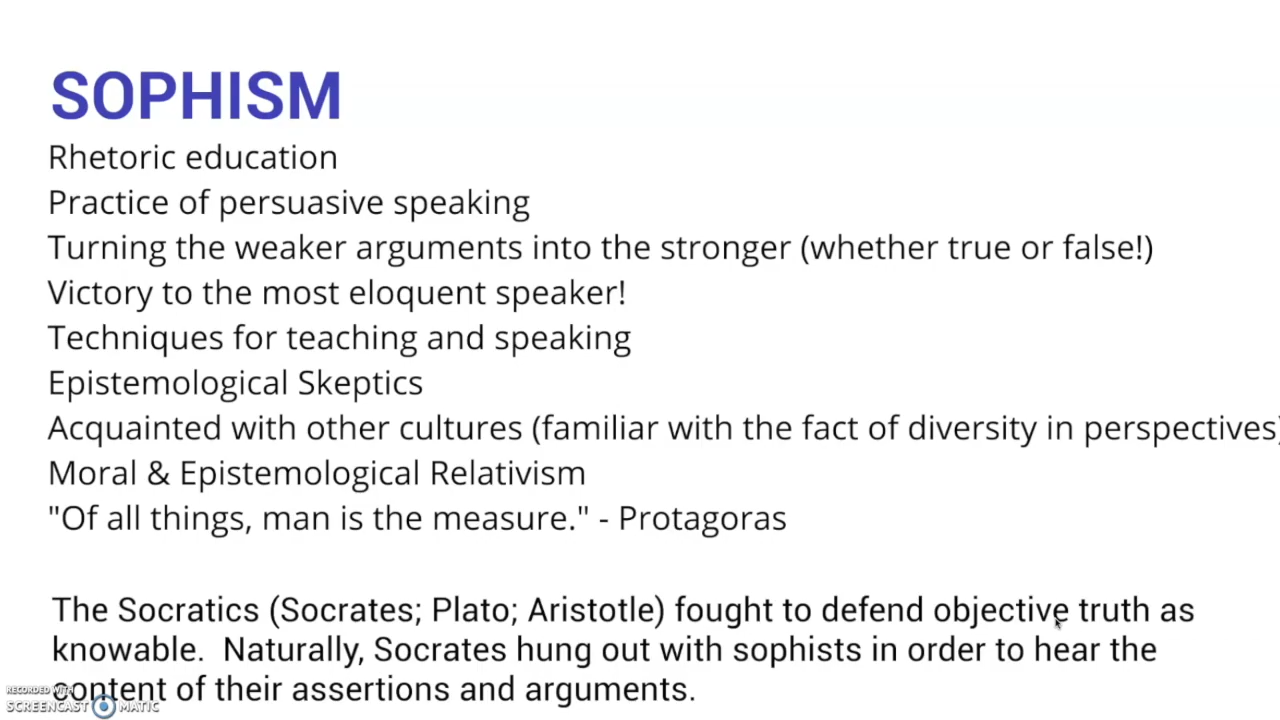 SOPHISM
Rhetoric education
Practice of persuasive speaking
Turning the weaker arguments into the stronger (whether true or false!)
Victory to the most eloquent speaker!
Techniques for teaching and speaking
Epistemological Skeptics
Acquainted with other cultures (familiar with the fact of diversity in perspectives)
Moral & Epistemological Relativism
"Of all things, man is the measure." - Protagoras
The Socratics (Socrates; Plato; Aristotle) fought to defend objective truth as
knowable.  Naturally, Socrates hung out with sophists in order to hear the
content of their assertions and arguments.
RECORDED WITH
SCREENCAST MATIC